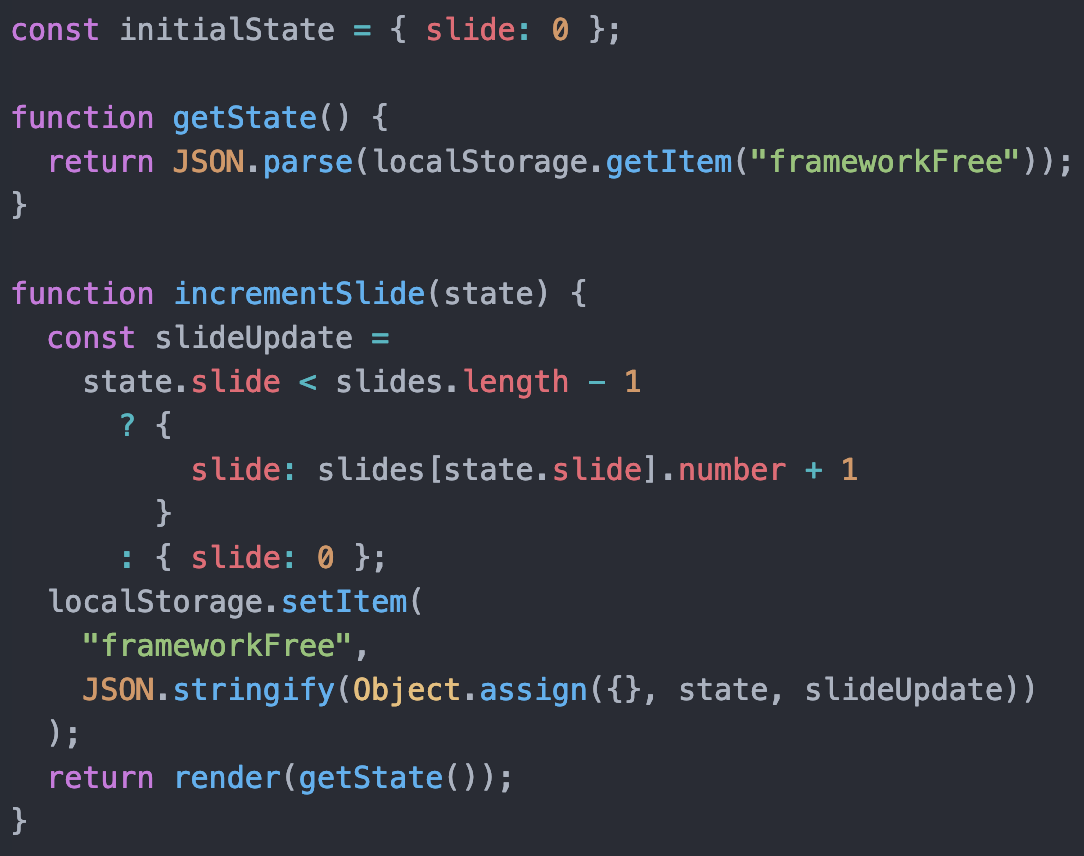 const initialState = { slide: 0 };

function getState() {
  return JSON.parse(localStorage.getItem("frameworkFree"));
}

function incrementSlide(state) {
  const slideUpdate =
    state.slide < slides.length - 1
      ? {
          slide: slides[state.slide].number + 1
        }
      : { slide: 0 };
  localStorage.setItem(
    "frameworkFree",
    JSON.stringify(Object.assign({}, state, slideUpdate))
  );
  return render(getState());
}